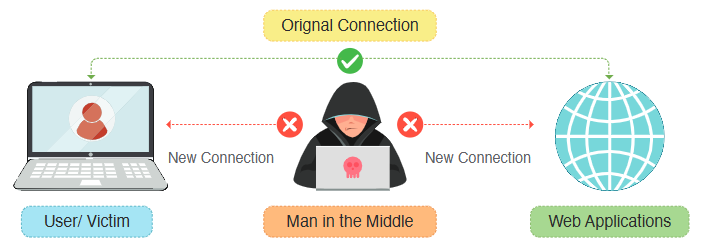 Orignal Connection
New Connection
New Connection
User/ Victim
Man in the Middle
Web Applications